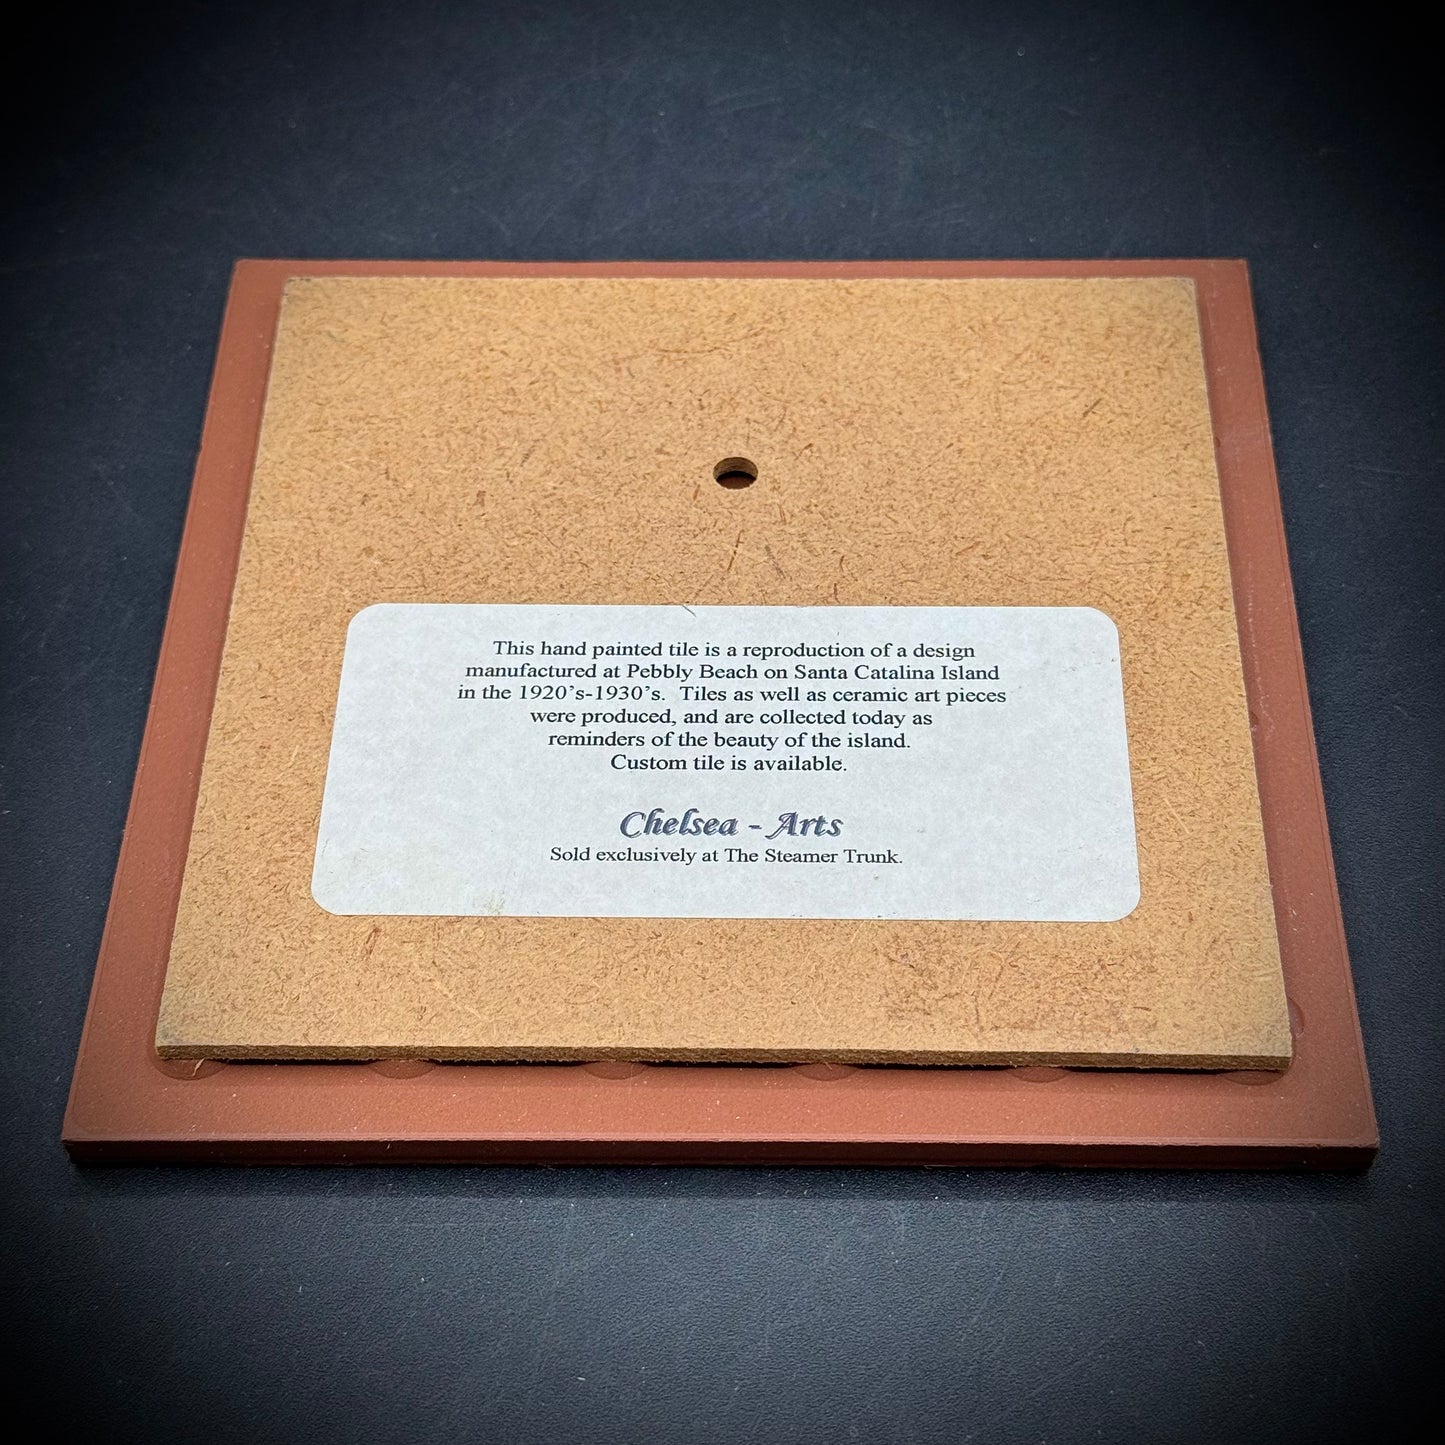 This hand painted tile is a reproduction of a design
manufactured at Pebbly Beach on Santa Catalina Island
in the 1920's-1930's.  Tiles as well as ceramic art pieces
were produced, and are collected today as
reminders of the beauty of the island.
Custom tile is available.
Chelsea - Arts
Sold exclusively at The Steamer Trunk.